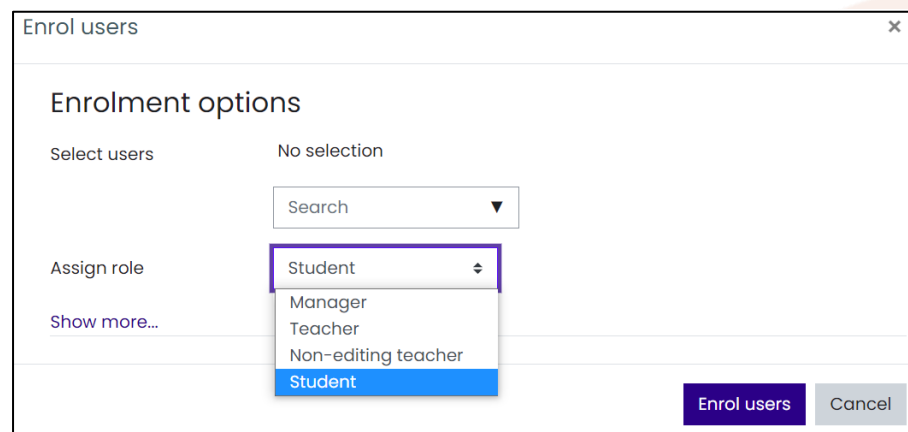 Enrol users ×
Enrolment options
Select users No selection
Search ▼
Assign role Student
Manager
Show more... Teacher
Non-editing teacher
Student
Enrol users Cancel